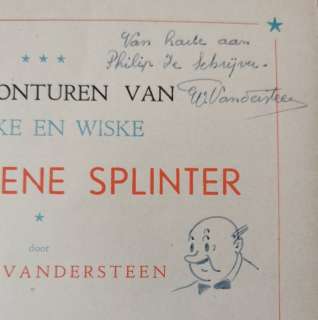 Van harte aan
Philip De Schrijver
W. Vandersteen
ONTUREN VAN
KE EN WISKE
ENE SPLINTER
door
VANDERSTEEN